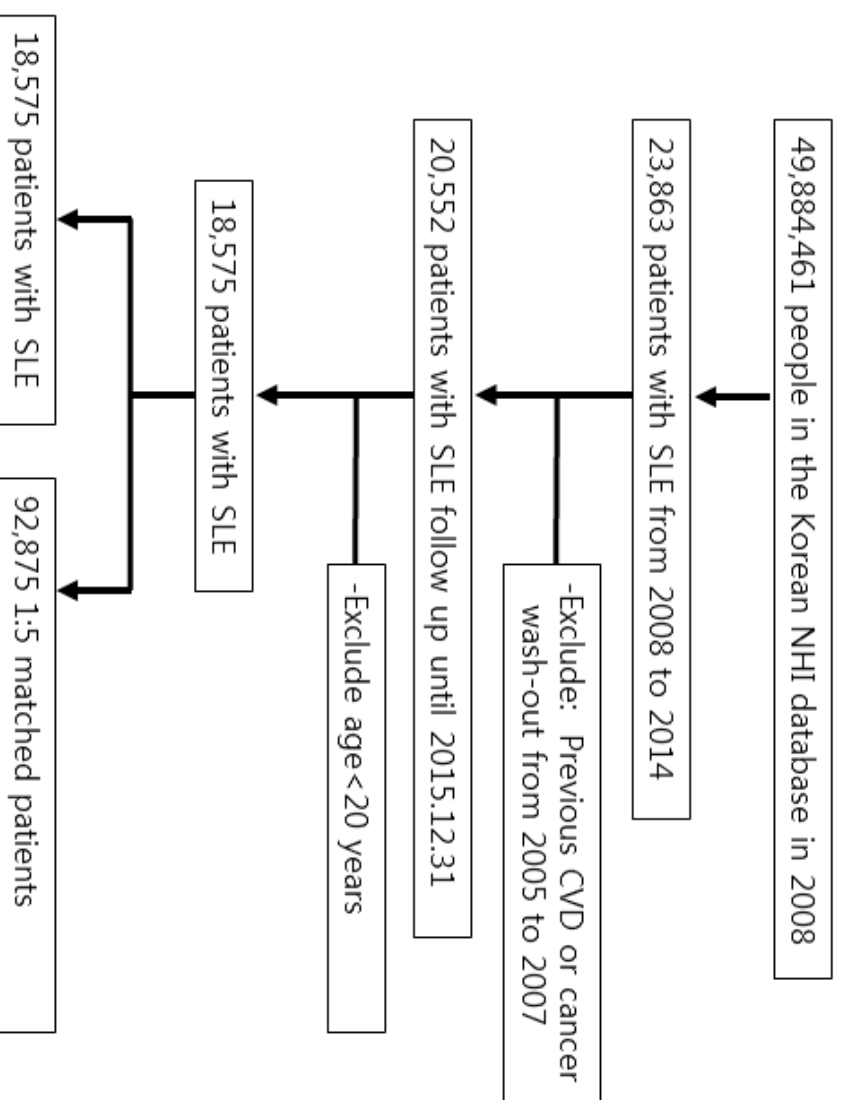 49,884,461 people in the Korean NHI database in 2008
23,863 patients with SLE from 2008 to 2014
-Exclude: Previous CVD or cancer
wash-out from 2005 to 2007
20,552 patients with SLE follow up until 2015.12.31
-Exclude age<20 years
18,575 patients with SLE
18,575 patients with SLE
92,875 1:5 matched patients